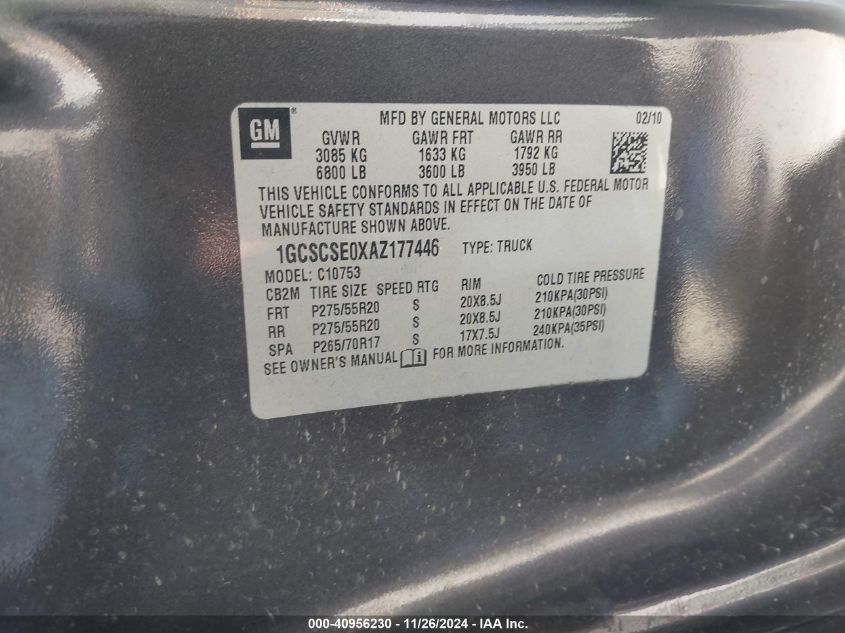 GM® MFD BY GENERAL MOTORS LLC 02/10
GVWR GAWR FRT GAWR RR
3085 KG 1633 KG 1792 KG
6800 LB 3600 LB 3950 LB
THIS VEHICLE CONFORMS TO ALL APPLICABLE U.S. FEDERAL MOTOR
VEHICLE SAFETY STANDARDS IN EFFECT ON THE DATE OF
MANUFACTURE SHOWN ABOVE.
1GCSCSE0XAZ177446 TYPE: TRUCK
MODEL: C10753
CB2M TIRE SIZE SPEED RTG RIM COLD TIRE PRESSURE
FRT P275/55R20 S 20X8.5J 210KPA(30PSI)
RR P275/55R20 S 20X8.5J 210KPA(30PSI)
SPA P265/70R17 S 17X7.5J 240KPA(35PSI)
SEE OWNER'S MANUAL i FOR MORE INFORMATION.
000-40956230 - 11/26/2024 - IAA Inc.